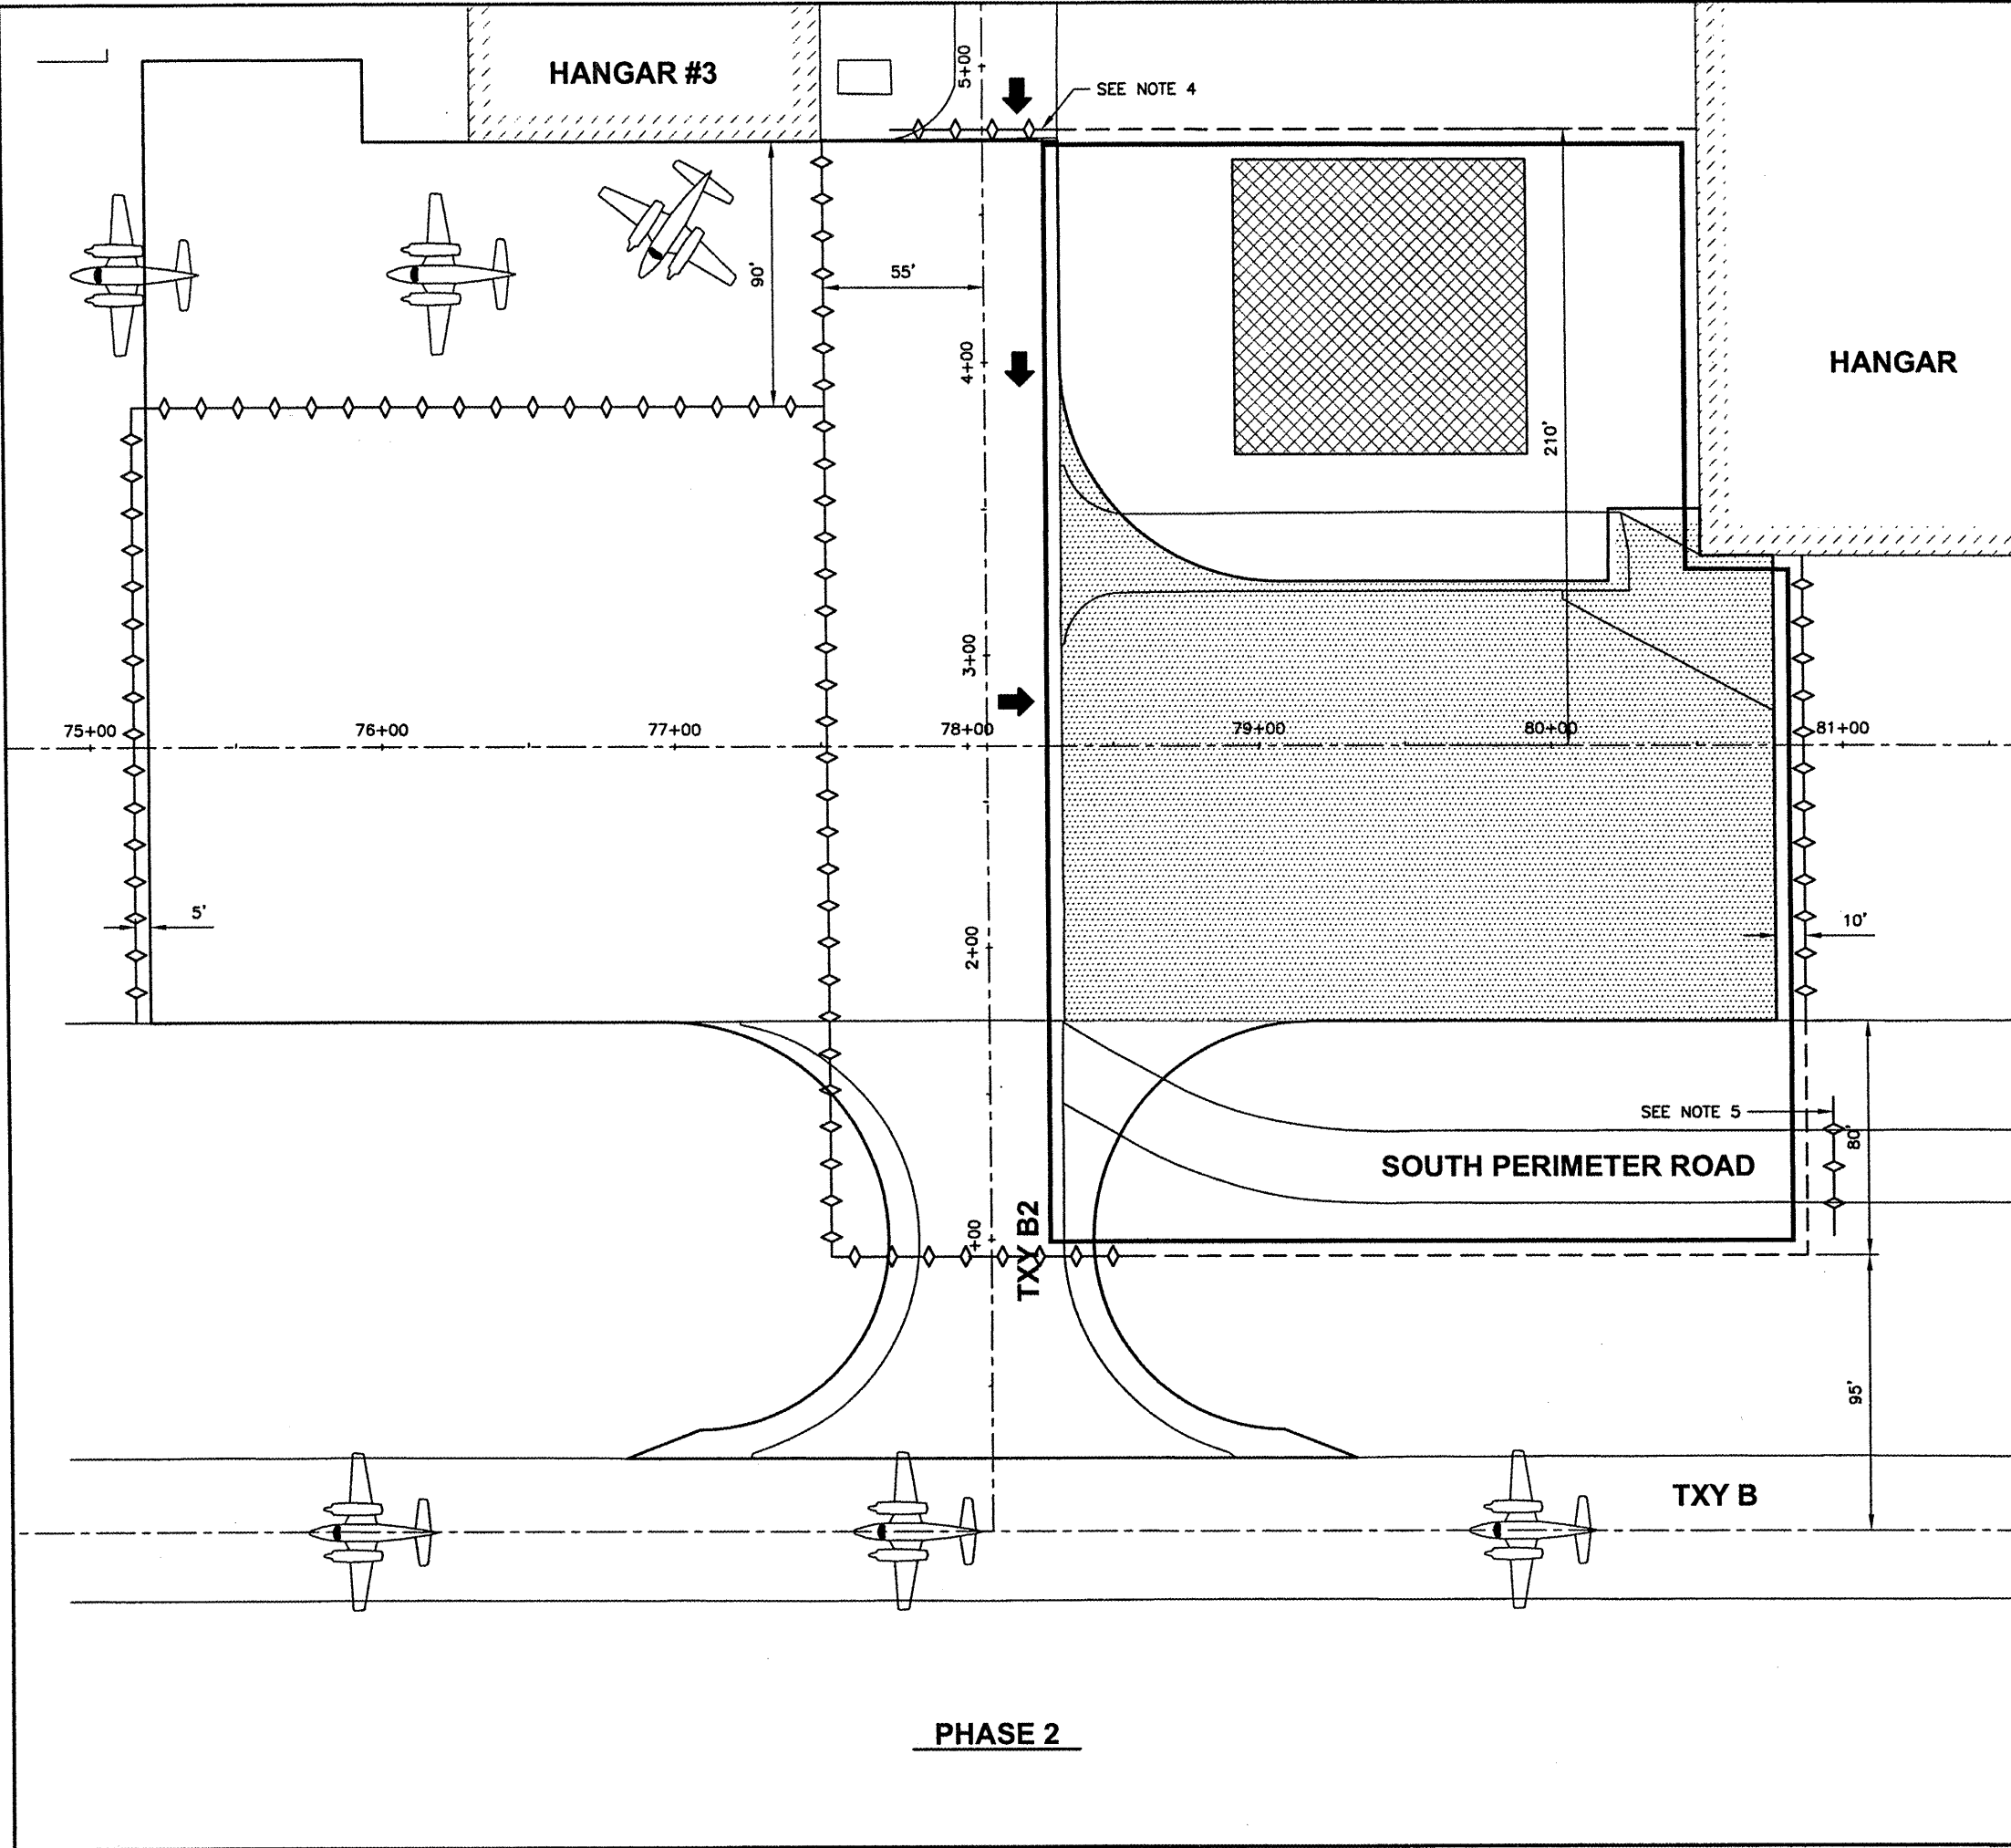 HANGAR #3
5+00
SEE NOTE 4
90'
55'
4+00
HANGAR
210'
3+00
75+00
76+00
77+00
78+00
79+00
80+00
81+00
5'
2+00
10'
SEE NOTE 5
80'
SOUTH PERIMETER ROAD
+00
TXY B2
95'
TXY B
PHASE 2